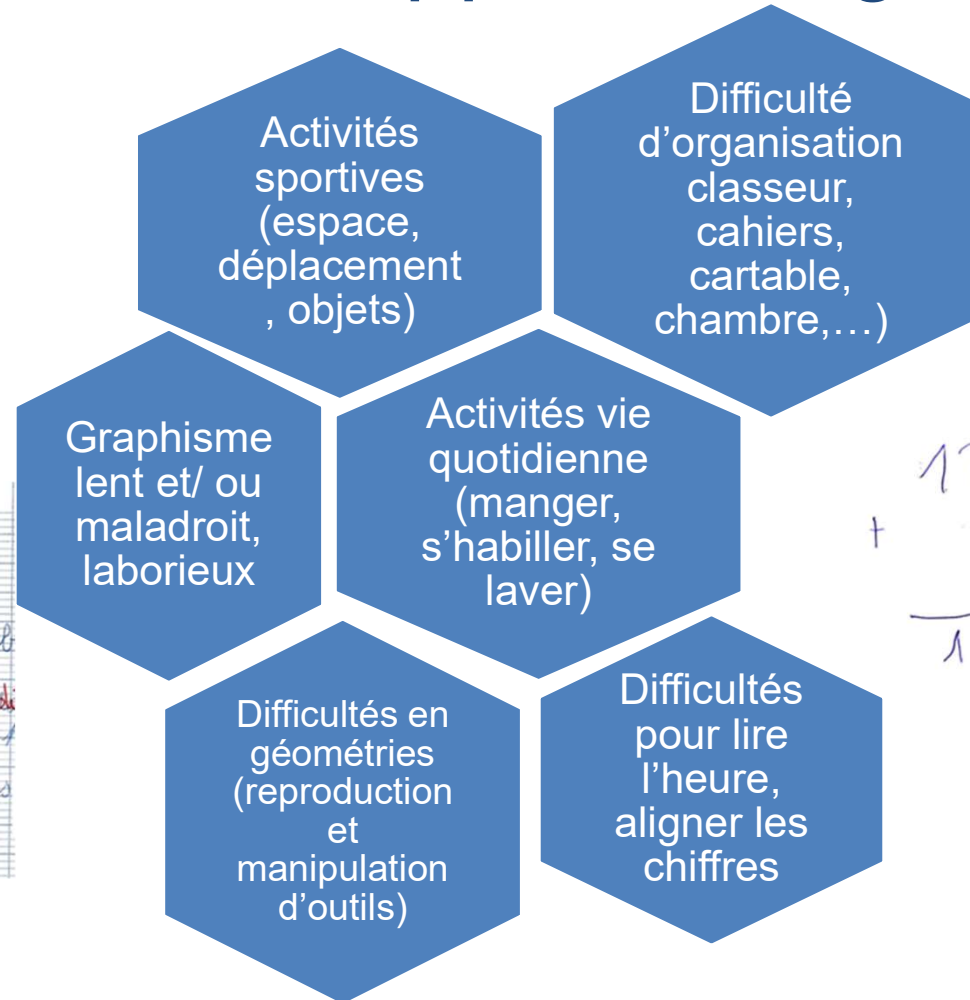 Activités
sportives
(espace,
déplacement
, objets)
Difficulté
d’organisation
classeur,
cahiers,
cartable,
chambre,…)
Graphisme
lent et/ ou
maladroit,
laborieux
Activités vie
quotidienne
(manger,
s’habiller, se
laver)
Difficultés en
géométries
(reproduction
et
manipulation
d’outils)
Difficultés
pour lire
l’heure,
aligner les
chiffres
+
1